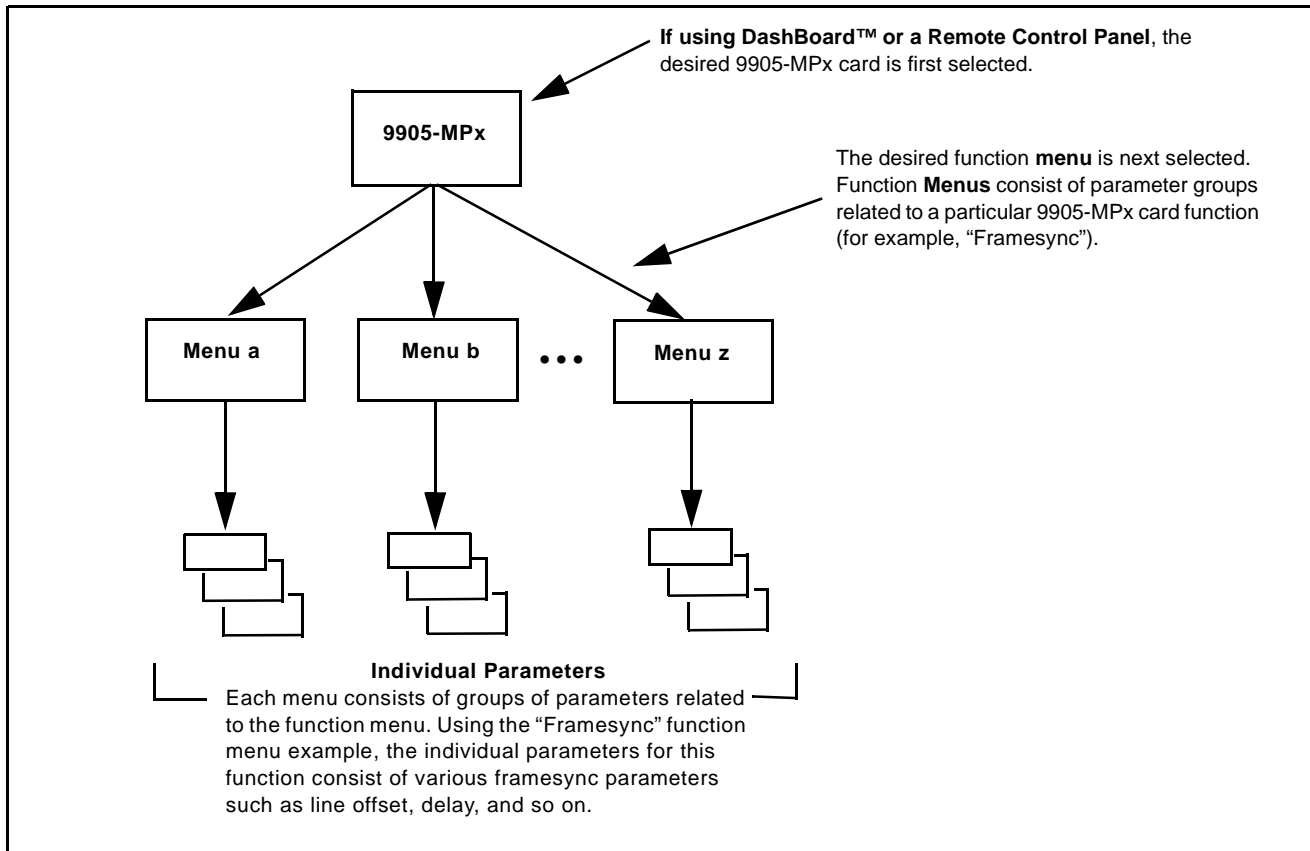 If using DashBoard™ or a Remote Control Panel, the
desired 9905-MPx card is first selected.
9905-MPx
The desired function menu is next selected.
Function Menus consist of parameter groups
related to a particular 9905-MPx card function
(for example, “Framesync”).
Menu a
Menu b
•••
Menu z
Individual Parameters
Each menu consists of groups of parameters related
to the function menu. Using the “Framesync” function
menu example, the individual parameters for this
function consist of various framesync parameters
such as line offset, delay, and so on.